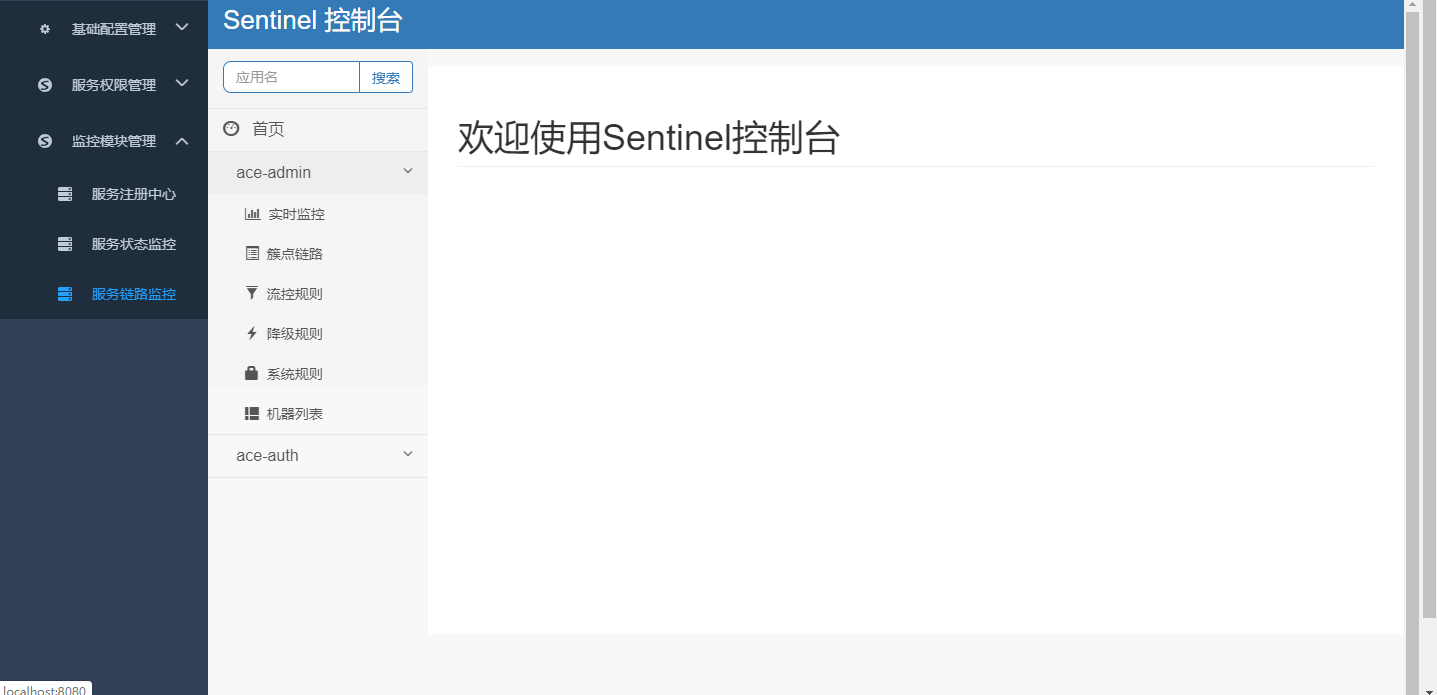 基础配置管理
服务权限管理
监控模块管理
服务注册中心
服务状态监控
服务链路监控
Sentinel 控制台
应用名
搜索
首页
ace-admin
实时监控
簇点链路
流控规则
降级规则
系统规则
机器列表
ace-auth
欢迎使用Sentinel控制台
localhost:8080